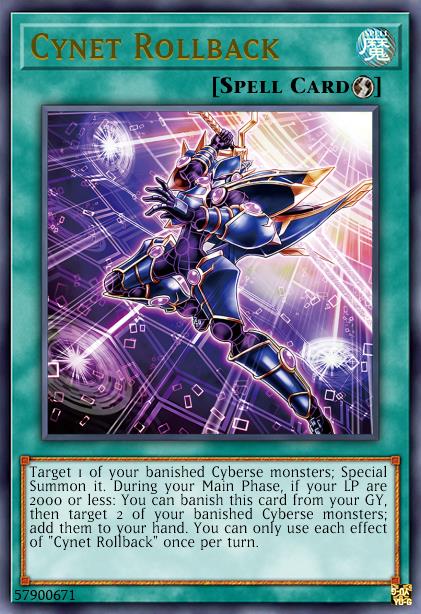 CYNET ROLLBACK
SPELL
魔
[SPELL CARD]
Target 1 of your banished Cyberse monsters; Special
Summon it. During your Main Phase, if your LP are
2000 or less: You can banish this card from your GY,
then target 2 of your banished Cyberse monsters;
add them to your hand. You can only use each effect
of "Cynet Rollback" once per turn.
57900671